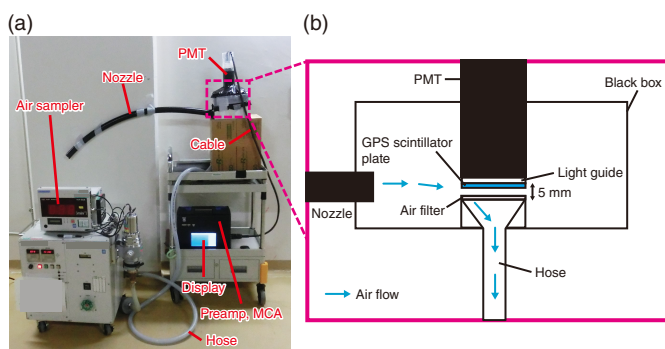 (a)
PMT
Nozzle
Air sampler
Cable
Display
Preamp, MCA
Hose
(b)
PMT
Black box
GPS scintillator
plate
Light guide
5 mm
Nozzle
Air filter
Hose
Air flow